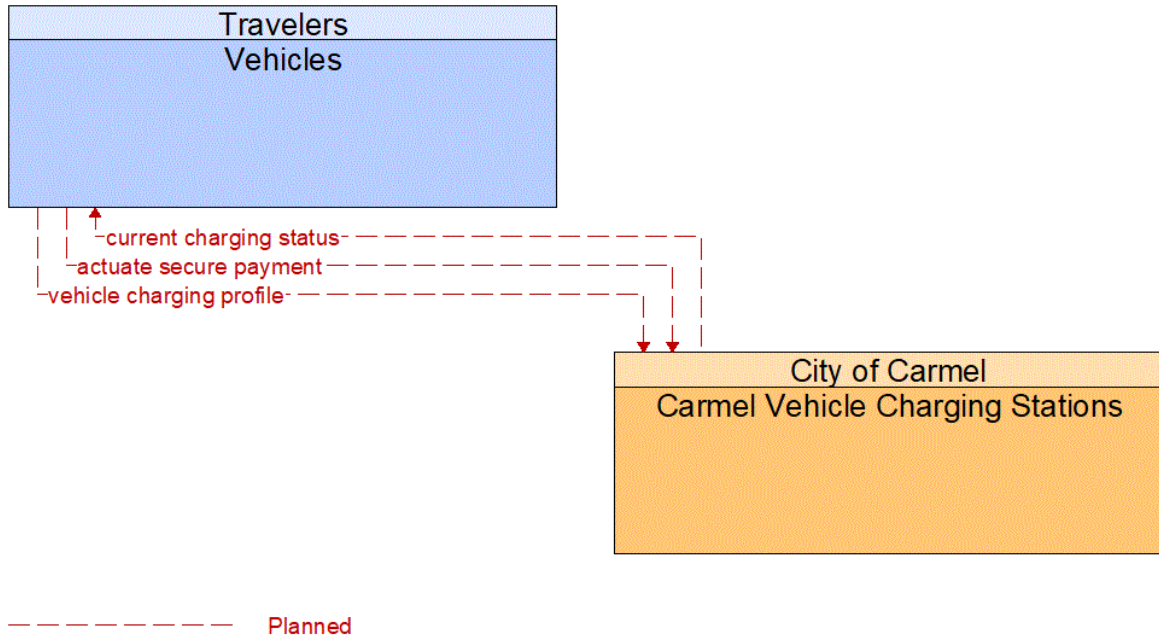 Travelers
Vehicles
current charging status
actuate secure payment
vehicle charging profile
City of Carmel
Carmel Vehicle Charging Stations
Planned